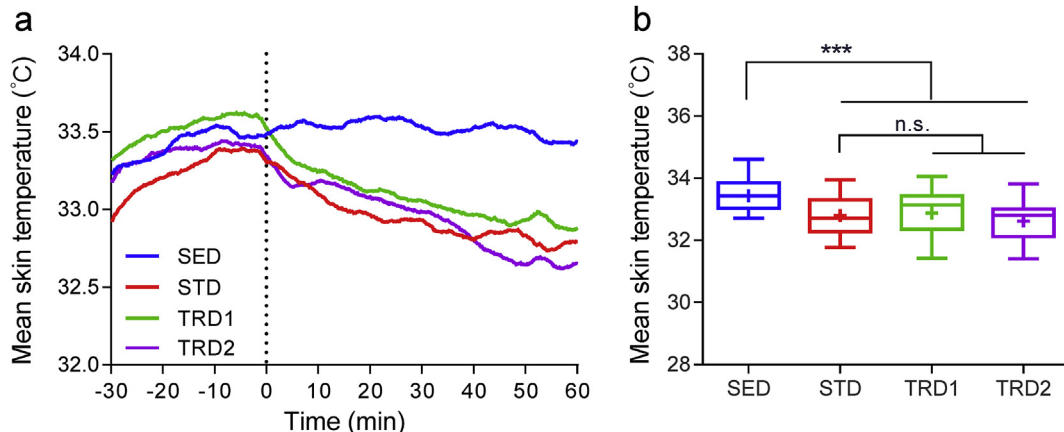 a
Mean skin temperature (°C)
34.0
33.5
33.0
32.5
32.0
SED
STD
TRD1
TRD2
-30 -20 -10 0 10 20 30 40 50 60
Time (min)
b
Mean skin temperature (°C)
38
36
34
32
30
28
***
n.s.
SED STD TRD1 TRD2